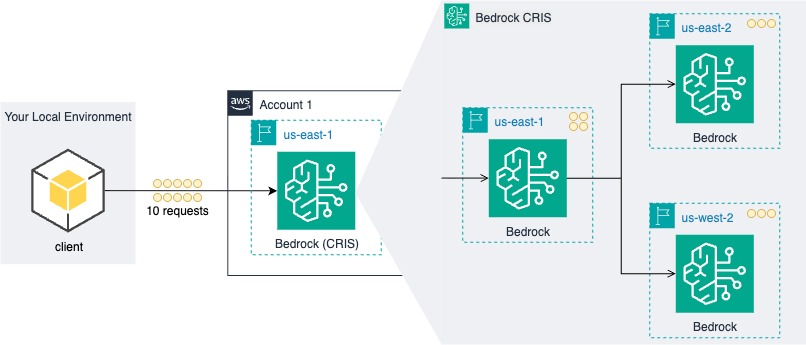 Your Local Environment
client
10 requests
aws
Account 1
us-east-1
Bedrock (CRIS)
Bedrock CRIS
us-east-1
Bedrock
us-east-2
Bedrock
us-west-2
Bedrock